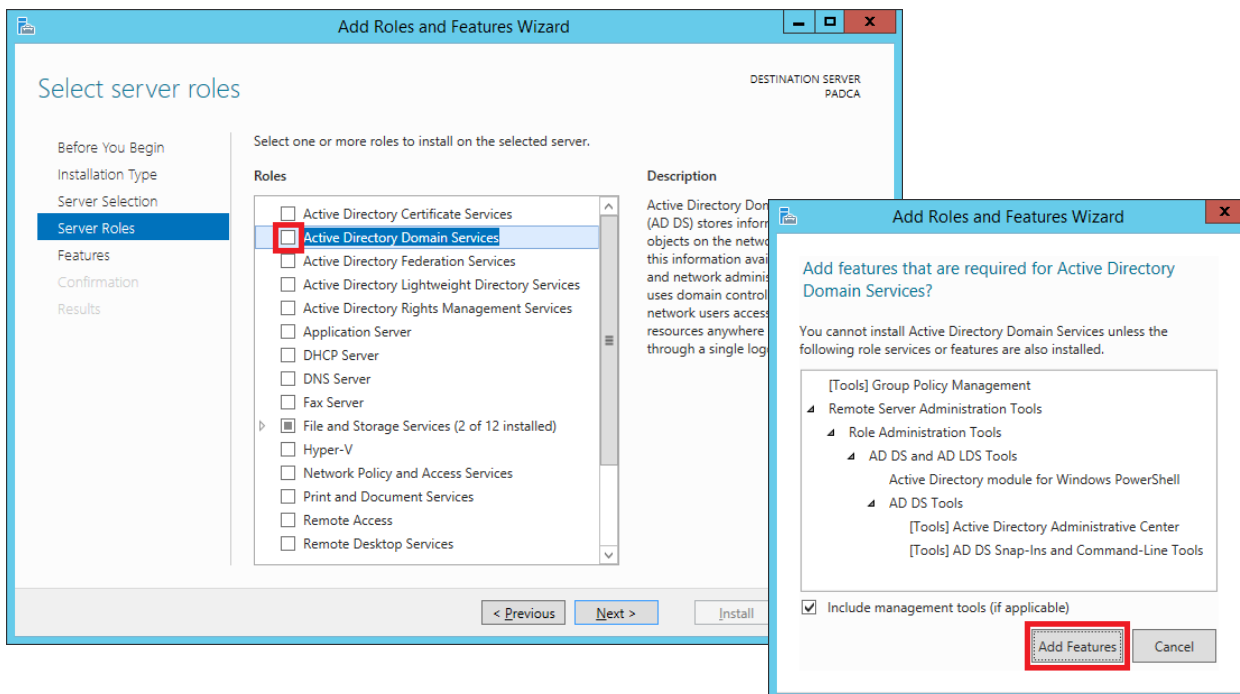 Add Roles and Features Wizard
Select server roles
DESTINATION SERVER
PADCA
Before You Begin
Installation Type
Server Selection
Server Roles
Features
Confirmation
Results
Select one or more roles to install on the selected server.
Roles
Active Directory Certificate Services
Active Directory Domain Services
Active Directory Federation Services
Active Directory Lightweight Directory Services
Active Directory Rights Management Services
Application Server
DHCP Server
DNS Server
Fax Server
File and Storage Services (2 of 12 installed)
Hyper-V
Network Policy and Access Services
Print and Document Services
Remote Access
Remote Desktop Services
Description
Active Directory
(AD DS) stores
objects on the
this information
and network
uses domain
network users access
resources anywhere
through a single
< Previous
Next >
Install
Add Roles and Features Wizard
Add features that are required for Active Directory
Domain Services?
You cannot install Active Directory Domain Services unless the
following role services or features are also installed.
[Tools] Group Policy Management
Remote Server Administration Tools
Role Administration Tools
AD DS and AD LDS Tools
Active Directory module for Windows PowerShell
AD DS Tools
[Tools] Active Directory Administrative Center
[Tools] AD DS Snap-Ins and Command-Line Tools
Include management tools (if applicable)
Add Features
Cancel